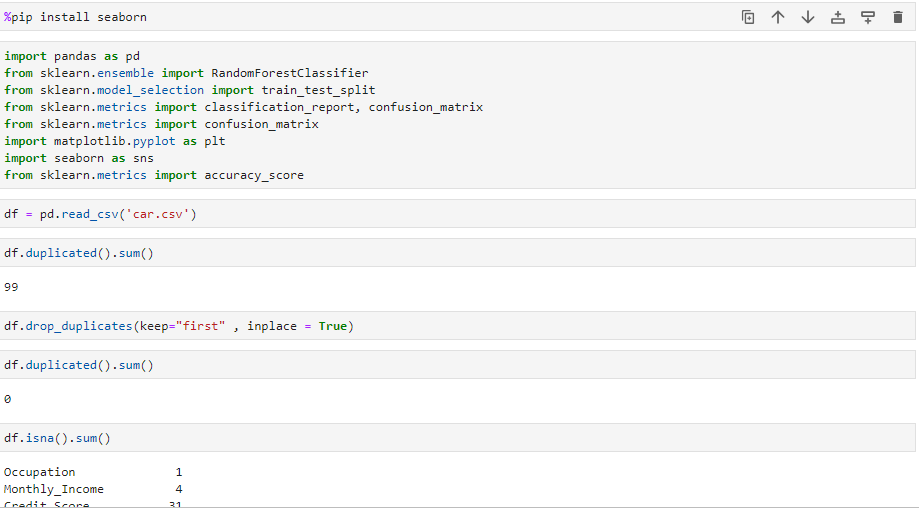 %pip install seaborn
import pandas as pd
from sklearn.ensemble import RandomForestClassifier
from sklearn.model_selection import train_test_split
from sklearn.metrics import classification_report, confusion_matrix
from sklearn.metrics import confusion_matrix
import matplotlib.pyplot as plt
import seaborn as sns
from sklearn.metrics import accuracy_score
df = pd.read_csv('car.csv')
df.duplicated().sum()
99
df.drop_duplicates(keep="first" , inplace = True)
df.duplicated().sum()
0
df.isna().sum()
Occupation 1
Monthly_Income 4
Credit_Score 31